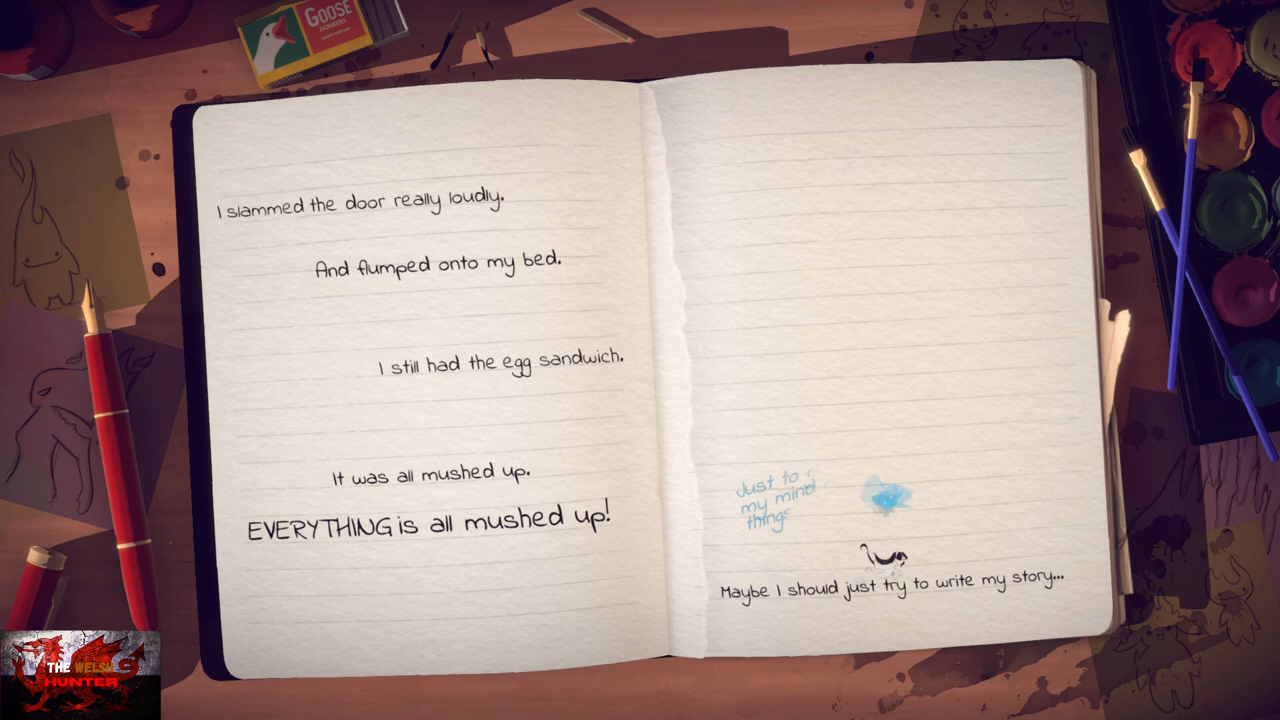 GOOSE
I slammed the door really loudly.
And flumped onto my bed.
I still had the egg sandwich.
It was all mushed up.
EVERYTHING is all mushed up!
Just to
my mind
things
Maybe I should just try to write my story...
THE WELSH
HUNTER